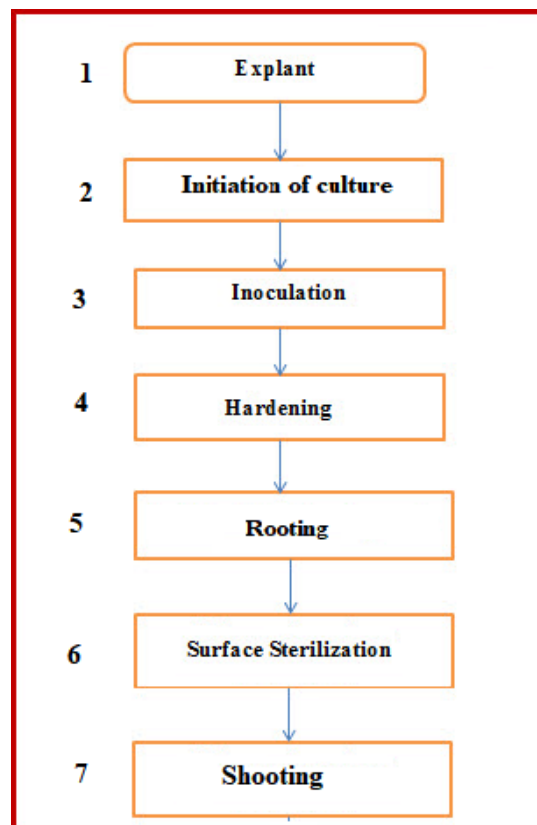 1 Explant
2 Initiation of culture
3 Inoculation
4 Hardening
5 Rooting
6 Surface Sterilization
7 Shooting